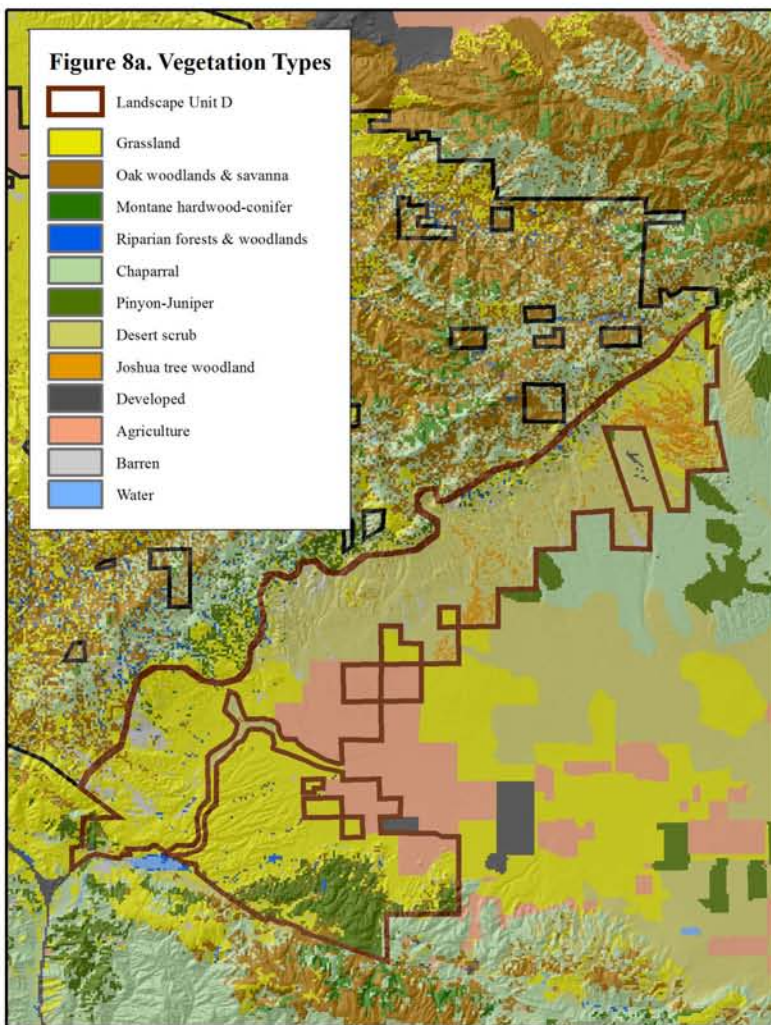 Figure 8a. Vegetation Types
Landscape Unit D
Grassland
Oak woodlands & savanna
Montane hardwood-conifer
Riparian forests & woodlands
Chaparral
Pinyon-Juniper
Desert scrub
Joshua tree woodland
Developed
Agriculture
Barren
Water